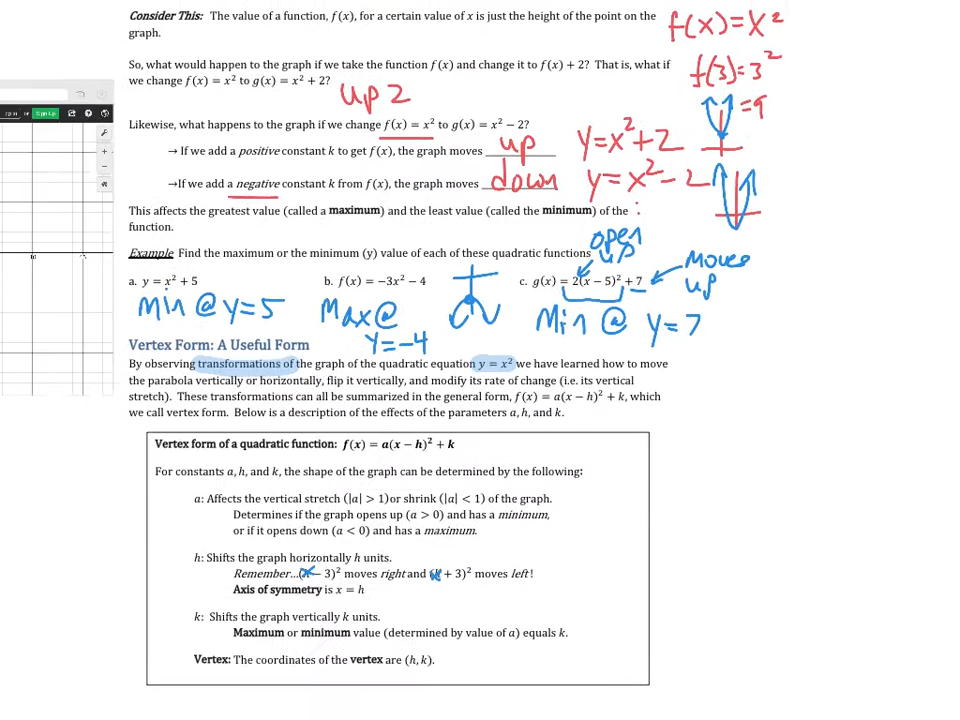 Consider This: The value of a function, f(x), for a certain value of x is just the height of the point on the
graph.
f(x)=x²
So, what would happen to the graph if we take the function f(x) and change it to f(x) + 2? That is, what if
we change f(x) = x² to g(x) = x² + 2?
f(3)=3²
=9
up 2
Likewise, what happens to the graph if we change f(x) = x² to g(x) = x² − 2?
→ If we add a positive constant k to get f(x), the graph moves up
y=x²+2
→If we add a negative constant k from f(x), the graph moves down
y=x²-2
This affects the greatest value (called a maximum) and the least value (called the minimum) of the
function.
Example Find the maximum or the minimum (y) value of each of these quadratic functions
open
up
Moves
up
a. y = x² + 5 b. f(x) = −3x² − 4 c. g(x) = 2(x − 5)² + 7
Min @ y=5 Max @ Min @ y=7
y=-4
Vertex Form: A Useful Form
By observing transformations of the graph of the quadratic equation y = x² we have learned how to move
the parabola vertically or horizontally, flip it vertically, and modify its rate of change (i.e. its vertical
stretch). These transformations can all be summarized in the general form, f(x) = a(x − h)² + k, which
we call vertex form. Below is a description of the effects of the parameters a, h, and k.
Vertex form of a quadratic function: f(x) = a(x − h)² + k
For constants a, h, and k, the shape of the graph can be determined by the following:
a: Affects the vertical stretch (|a| > 1)or shrink (|a| < 1) of the graph.
Determines if the graph opens up (a > 0) and has a minimum,
or if it opens down (a < 0) and has a maximum.
h: Shifts the graph horizontally h units.
Remember...(x − 3)² moves right and (x + 3)² moves left!
Axis of symmetry is x = h
k: Shifts the graph vertically k units.
Maximum or minimum value (determined by value of a) equals k.
Vertex: The coordinates of the vertex are (h, k).
or Sign Up